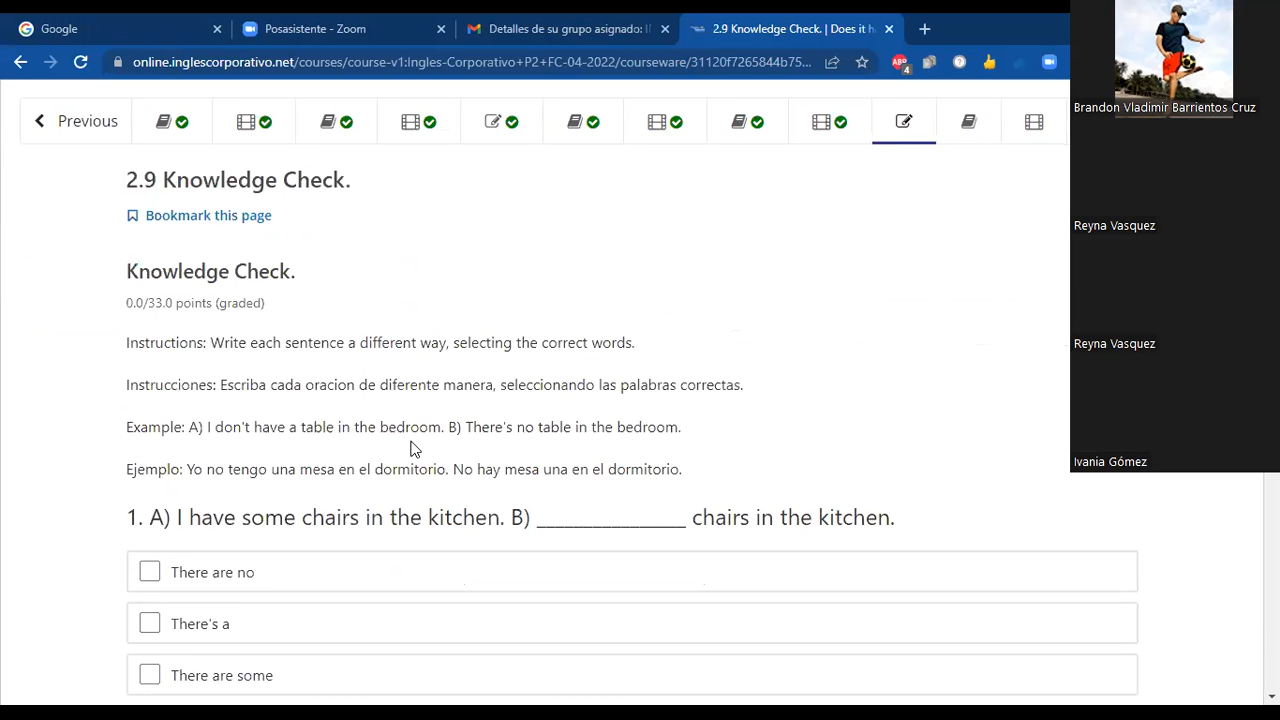 Google
Posasistente - Zoom
Detalles de su grupo asignado: I
2.9 Knowledge Check. | Does it h
online.inglescorporativo.net/courses/course-v1:Ingles-Corporativo+P2+FC-04-2022/courseware/31120f7265844b75...
ABP
4
Brandon Vladimir Barrientos Cruz
Reyna Vasquez
Reyna Vasquez
Ivania Gómez
Previous
2.9 Knowledge Check.
Bookmark this page
Knowledge Check.
0.0/33.0 points (graded)
Instructions: Write each sentence a different way, selecting the correct words.
Instrucciones: Escriba cada oracion de diferente manera, seleccionando las palabras correctas.
Example: A) I don't have a table in the bedroom. B) There's no table in the bedroom.
Ejemplo: Yo no tengo una mesa en el dormitorio. No hay mesa una en el dormitorio.
1. A) I have some chairs in the kitchen. B) ________________ chairs in the kitchen.
There are no
There's a
There are some